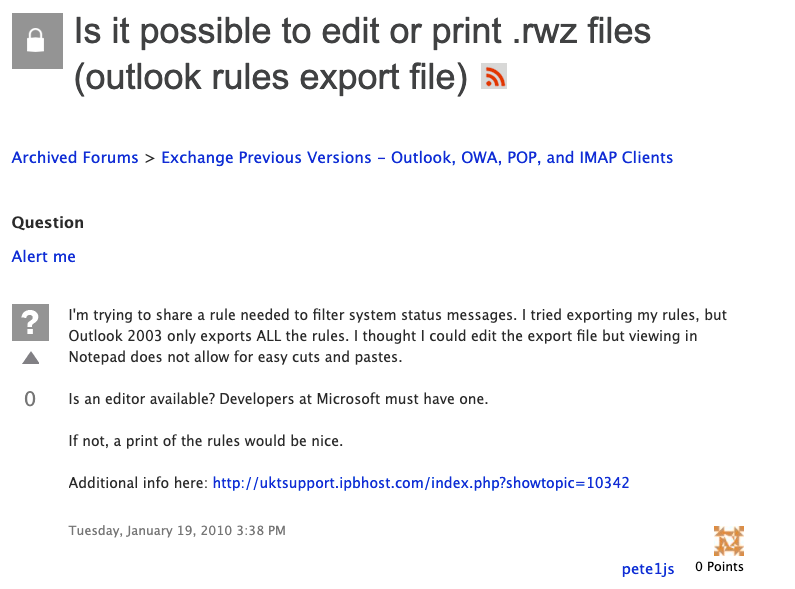 Is it possible to edit or print .rwz files
(outlook rules export file)
Archived Forums > Exchange Previous Versions – Outlook, OWA, POP, and IMAP Clients
Question
Alert me
?
I'm trying to share a rule needed to filter system status messages. I tried exporting my rules, but
Outlook 2003 only exports ALL the rules. I thought I could edit the export file but viewing in
Notepad does not allow for easy cuts and pastes.
0
Is an editor available? Developers at Microsoft must have one.
If not, a print of the rules would be nice.
Additional info here: http://uktsupport.ipbhost.com/index.php?showtopic=10342
Tuesday, January 19, 2010 3:38 PM
pete1js
0 Points